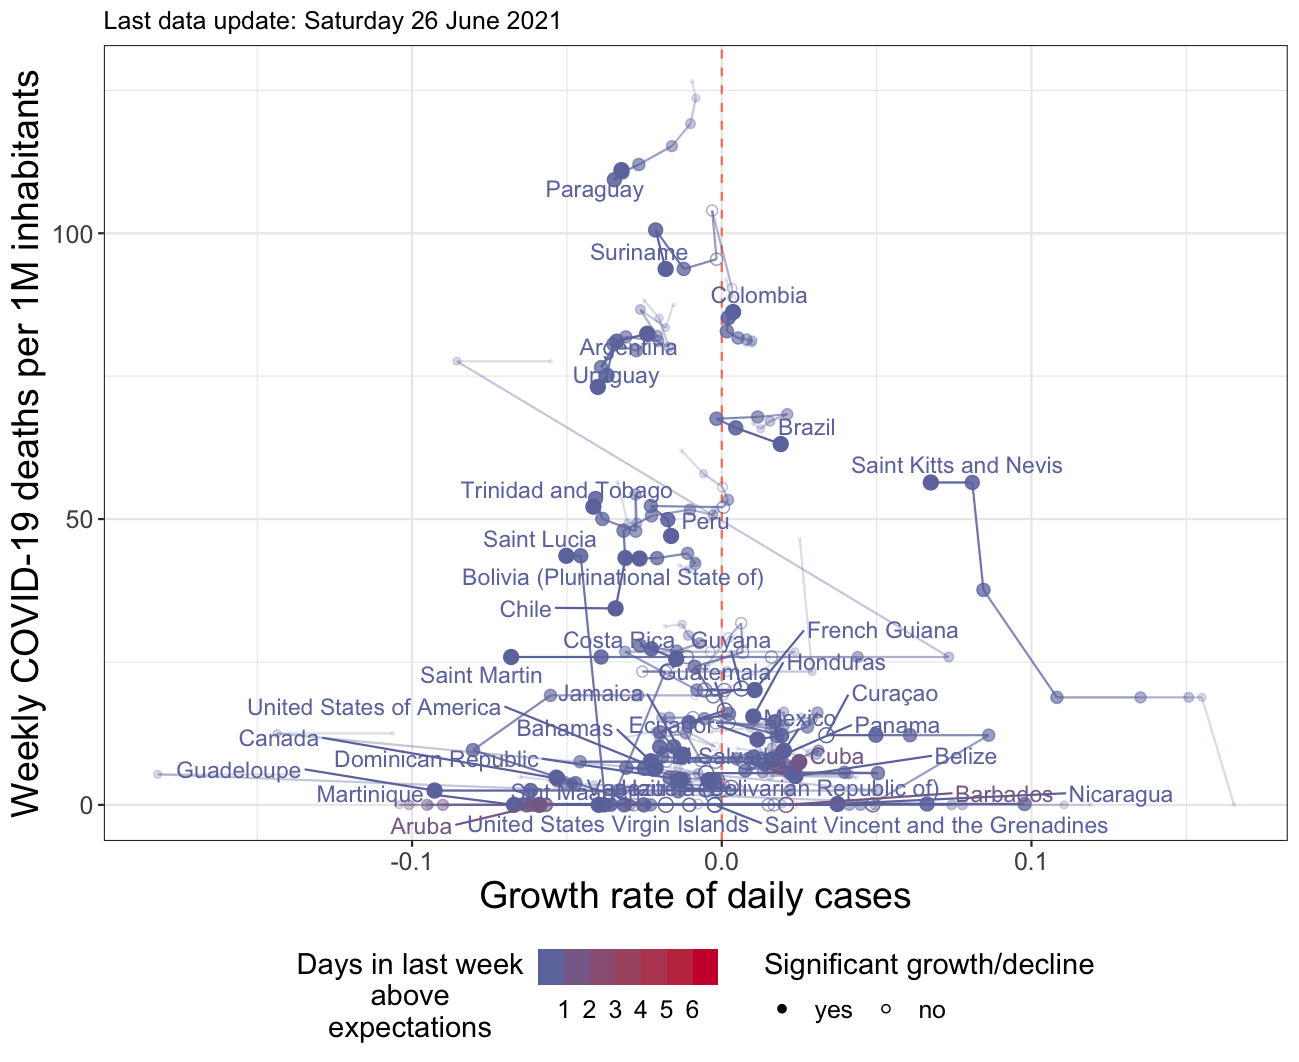 Last data update: Saturday 26 June 2021
Weekly COVID-19 deaths per 1M inhabitants
100
50
0
Paraguay
Suriname
Colombia
Argentina
Uruguay
Brazil
Saint Kitts and Nevis
Trinidad and Tobago
Peru
Saint Lucia
Bolivia (Plurinational State of)
Chile
French Guiana
Costa Rica
Guyana
Honduras
Saint Martin
Guatemala
Jamaica
Curaçao
United States of America
Bahamas
Ecuador
Mexico
Panama
Canada
Dominican Republic
Cuba
Belize
Guadeloupe
Martinique
(Bolivarian Republic of)
Barbados
Nicaragua
Aruba
United States Virgin Islands
Saint Vincent and the Grenadines
-0.1
0.0
0.1
Growth rate of daily cases
Days in last week
above
expectations
1 2 3 4 5 6
Significant growth/decline
yes
no